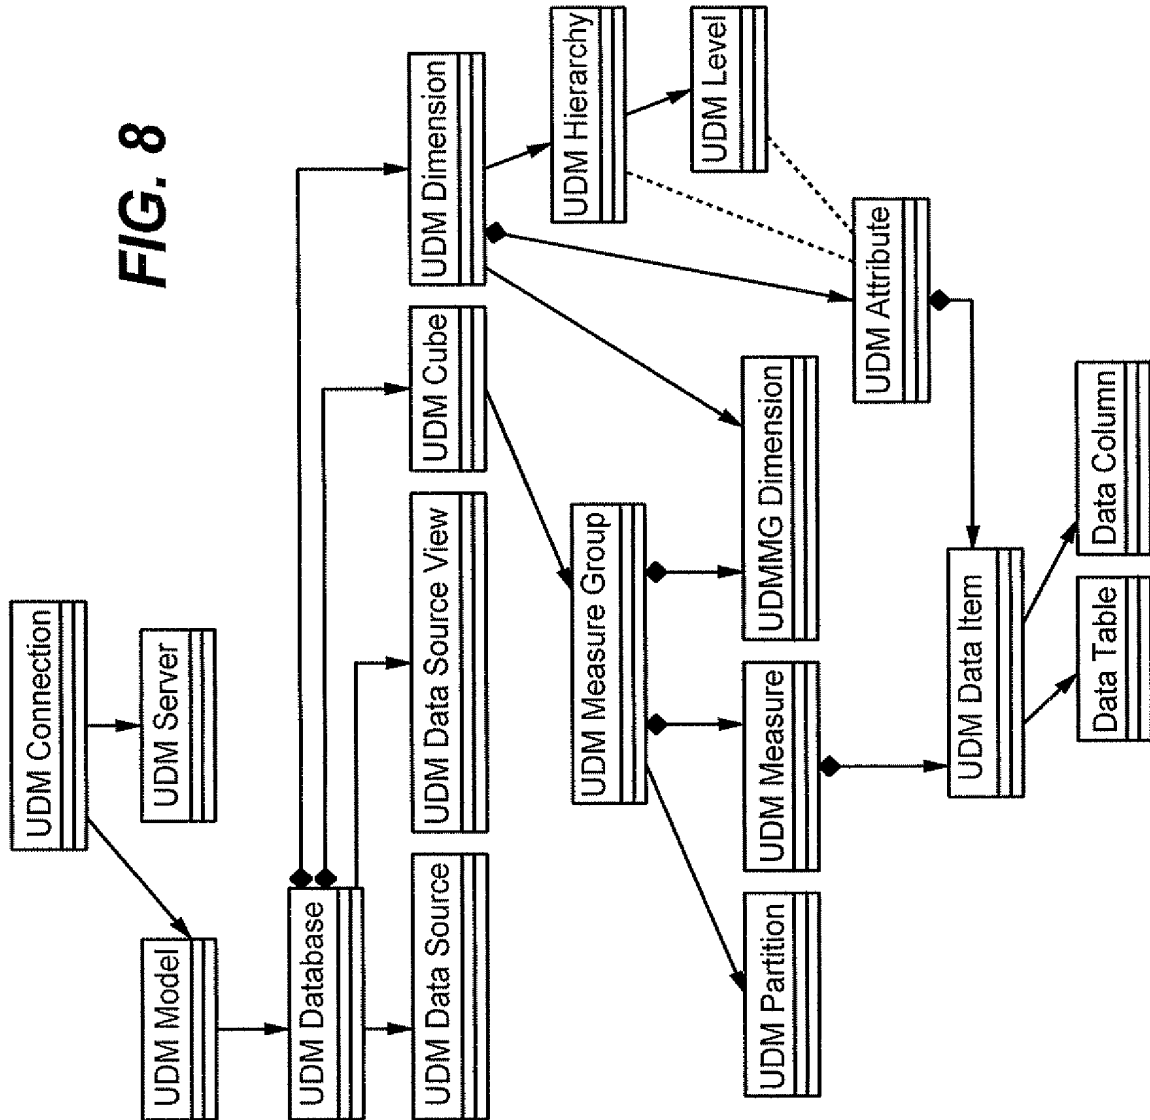 FIG. 8
UDM Connection
UDM Model
UDM Server
UDM Database
UDM Data Source
UDM Data Source View
UDM Cube
UDM Dimension
UDM Hierarchy
UDM Level
UDM Measure Group
UDM Partition
UDM Measure
UDMMG Dimension
UDM Attribute
UDM Data Item
Data Table
Data Column